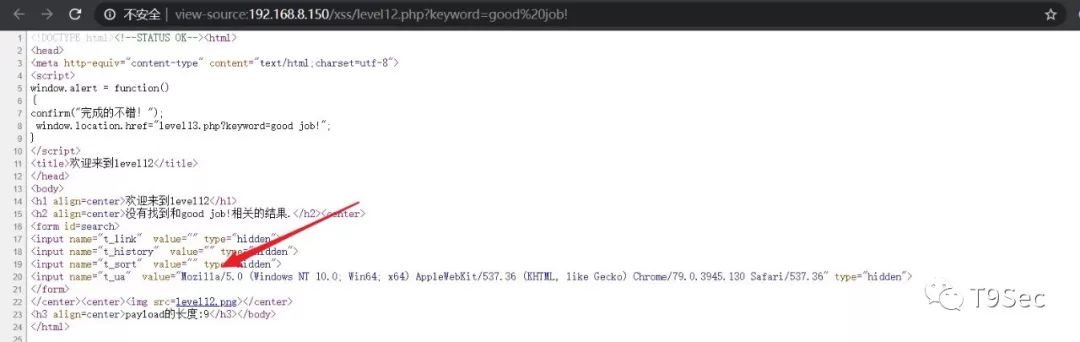 不安全 | view-source:192.168.8.150/xss/level12.php?keyword=good%20job!
1 <!DOCTYPE html><!--STATUS OK--><html>
2 <head>
3 <meta http-equiv="content-type" content="text/html;charset=utf-8">
4 <script>
5 window.alert = function()
6 {
7 confirm("完成的不错！");
8 window.location.href="level13.php?keyword=good job!";
9 }
10 </script>
11 <title>欢迎来到level12</title>
12 </head>
13 <body>
14 <h1 align=center>欢迎来到level12</h1>
15 <h2 align=center>没有找到和good job!相关的结果.</h2><center>
16 <form id=search>
17 <input name="t_link" value="" type="hidden">
18 <input name="t_history" value="" type="hidden">
19 <input name="t_sort" value="" type="hidden">
20 <input name="t_ua" value="Mozilla/5.0 (Windows NT 10.0; Win64; x64) AppleWebKit/537.36 (KHTML, like Gecko) Chrome/79.0.3945.130 Safari/537.36" type="hidden">
21 </form>
22 </center><center><img src=level12.png></center>
23 <h3 align=center>payload的长度:9</h3></body>
24 </html>
25
T9Sec